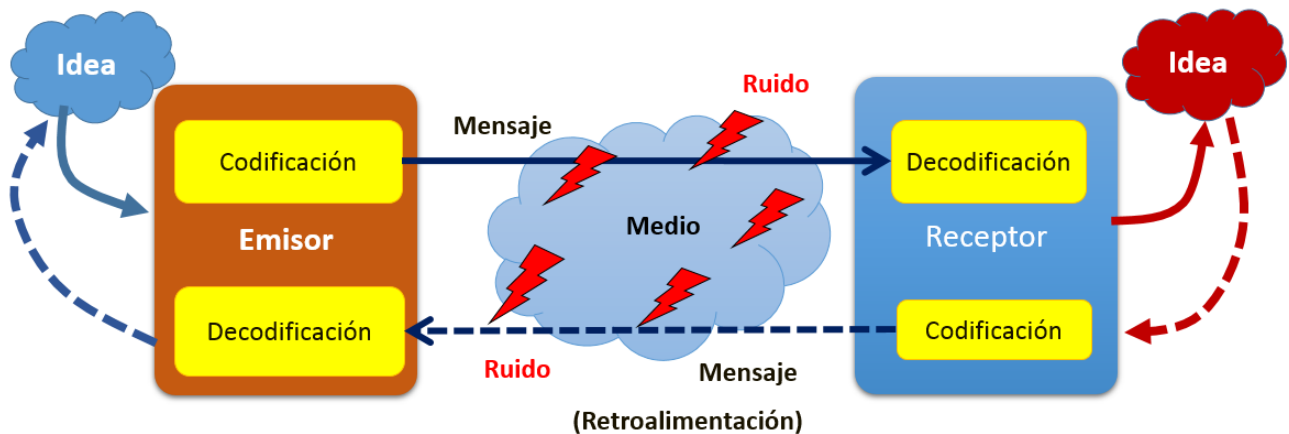 Idea
Idea
Ruido
Mensaje
Codificación
Decodificación
Medio
Emisor
Receptor
Decodificación
Codificación
Ruido
Mensaje
(Retroalimentación)